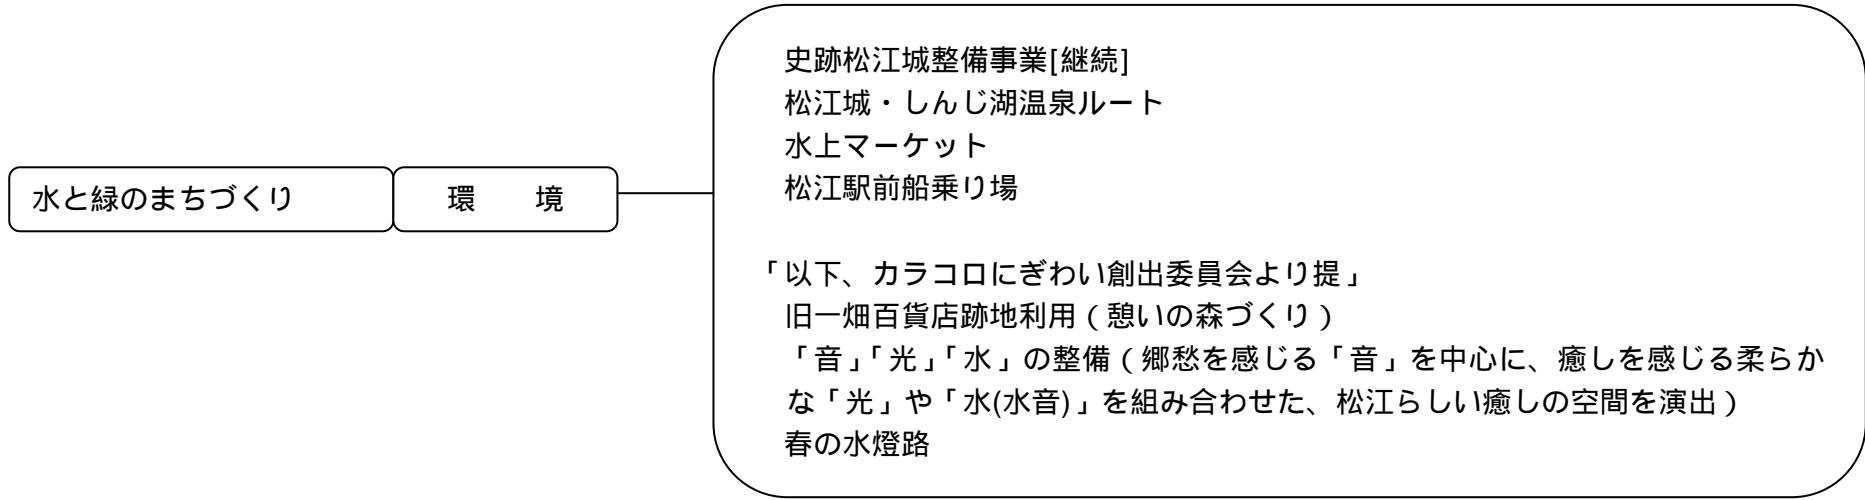 水と緑のまちづくり
環　　境
史跡松江城整備事業[継続]
松江城・しんじ湖温泉ルート
水上マーケット
松江駅前船乗り場
「以下、カラコロにぎわい創出委員会より提」
旧一畑百貨店跡地利用（憩いの森づくり）
「音」「光」「水」の整備（郷愁を感じる「音」を中心に、癒しを感じる柔らか
な「光」や「水(水音)」を組み合わせた、松江らしい癒しの空間を演出）
春の水燈路